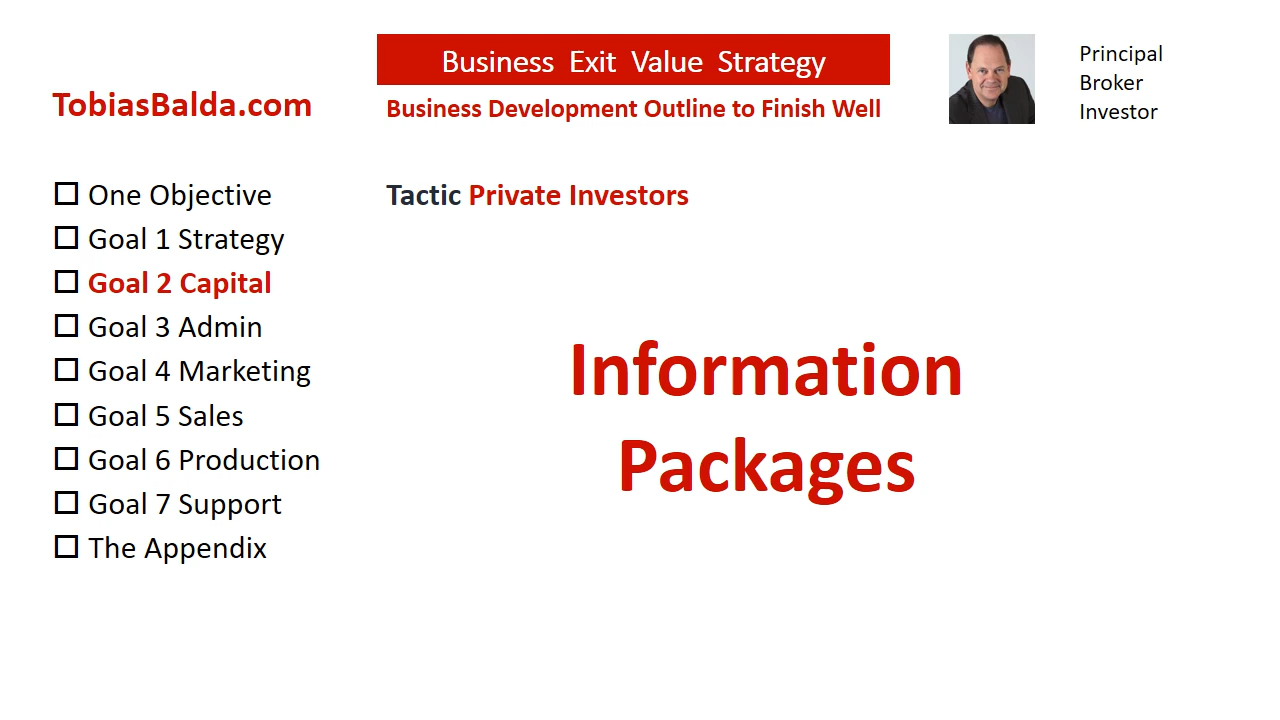 Business Exit Value Strategy
TobiasBalda.com
Business Development Outline to Finish Well
Principal
Broker
Investor
One Objective
Goal 1 Strategy
Goal 2 Capital
Goal 3 Admin
Goal 4 Marketing
Goal 5 Sales
Goal 6 Production
Goal 7 Support
The Appendix
Tactic Private Investors
Information
Packages